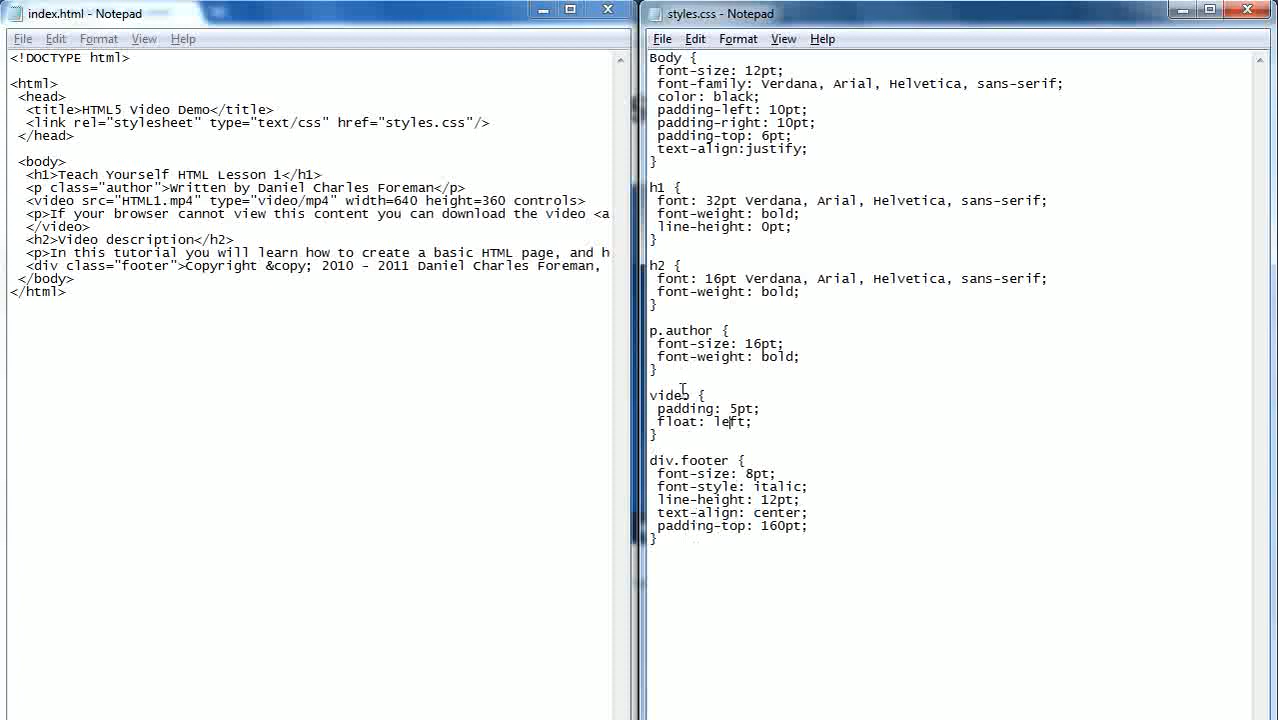 index.html - Notepad
File Edit Format View Help
<!DOCTYPE html>
<html>
<head>
<title>HTML5 Video Demo</title>
<link rel="stylesheet" type="text/css" href="styles.css"/>
</head>
<body>
<h1>Teach Yourself HTML Lesson 1</h1>
<p class="author">Written by Daniel Charles Foreman</p>
<video src="HTML1.mp4" type="video/mp4" width=640 height=360 controls>
<p>If your browser cannot view this content you can download the video <a
</video>
<h2>Video description</h2>
<p>In this tutorial you will learn how to create a basic HTML page, and h
<div class="footer">Copyright &copy; 2010 - 2011 Daniel Charles Foreman,
</body>
</html>
styles.css - Notepad
File Edit Format View Help
Body {
font-size: 12pt;
font-family: Verdana, Arial, Helvetica, sans-serif;
color: black;
padding-left: 10pt;
padding-right: 10pt;
padding-top: 6pt;
text-align:justify;
}
h1 {
font: 32pt Verdana, Arial, Helvetica, sans-serif;
font-weight: bold;
line-height: 0pt;
}
h2 {
font: 16pt Verdana, Arial, Helvetica, sans-serif;
font-weight: bold;
}
p.author {
font-size: 16pt;
font-weight: bold;
}
video {
padding: 5pt;
float: left;
}
div.footer {
font-size: 8pt;
font-style: italic;
line-height: 12pt;
text-align: center;
padding-top: 160pt;
}